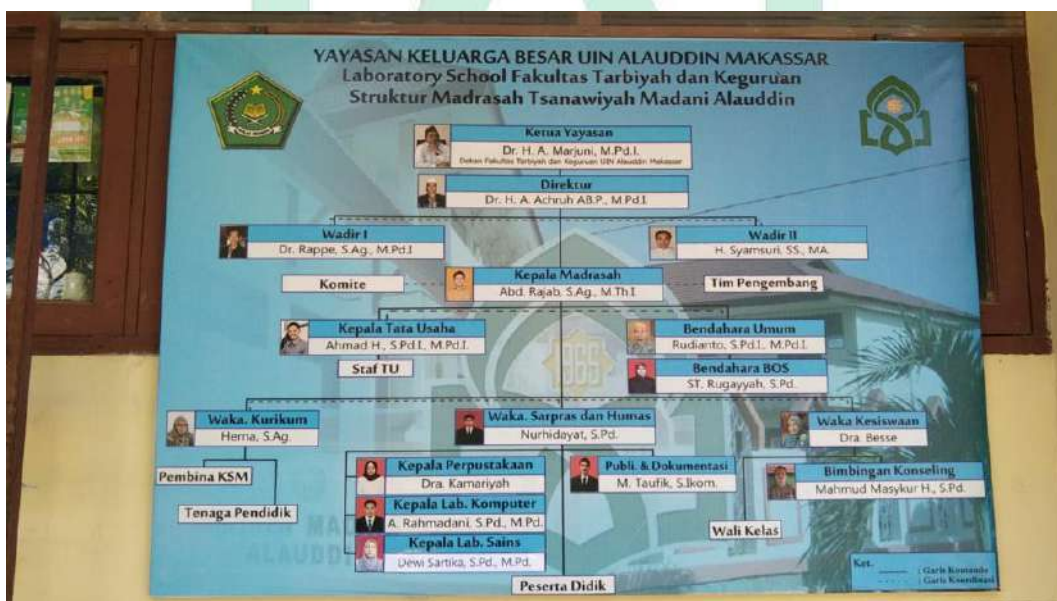 YAYASAN KELUARGA BESAR UIN ALAUDDIN MAKASSAR
Laboratory School Fakultas Tarbiyah dan Keguruan
Struktur Madrasah Tsanawiyah Madani Alauddin
Ketua Yayasan
Dr. H. A. Marjuni, M.Pd.I.
Dekan Fakultas Tarbiyah dan Keguruan UIN Alauddin Makassar
Direktur
Dr. H. A. Achruh AB.P., M.Pd.I
Wadir I
Dr. Rappe, S.Ag., M.Pd.I
Wadir II
H. Syamsuri, SS., MA.
Komite
Kepala Madrasah
Abd. Rajab, S.Ag., M.Th.I
Tim Pengembang
Kepala Tata Usaha
Ahmad H., S.Pd.I., M.Pd.I.
Bendahara Umum
Rudianto, S.Pd.I., M.Pd.I.
Staf TU
Bendahara BOS
ST. Rugayyah, S.Pd.
Waka. Kurikum
Herna, S.Ag.
Waka. Sarpras dan Humas
Nurhidayat, S.Pd.
Waka Kesiswaan
Dra. Besse
Pembina KSM
Tenaga Pendidik
Kepala Perpustakaan
Dra. Kamariyah
Publi. & Dokumentasi
M. Taufik, S.Ikom.
Bimbingan Konseling
Mahmud Masykur H., S.Pd.
Kepala Lab. Komputer
A. Rahmadani, S.Pd., M.Pd.
Wali Kelas
Kepala Lab. Sains
Dewi Sartika, S.Pd., M.Pd.
Peserta Didik
Ket.
: Garis Komando
: Garis Koordinasi